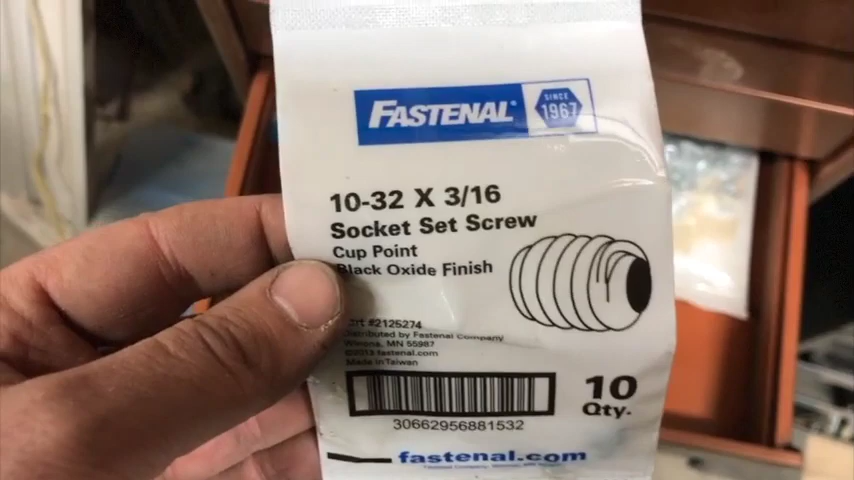 FASTENAL®
SINCE
1967
10-32 X 3/16
Socket Set Screw
Cup Point
Black Oxide Finish
#2125274
Distributed by Fastenal Company
Winona, MN 55987
fastenal.com
Made in Taiwan
30662956881532
10
Qty.
fastenal.com